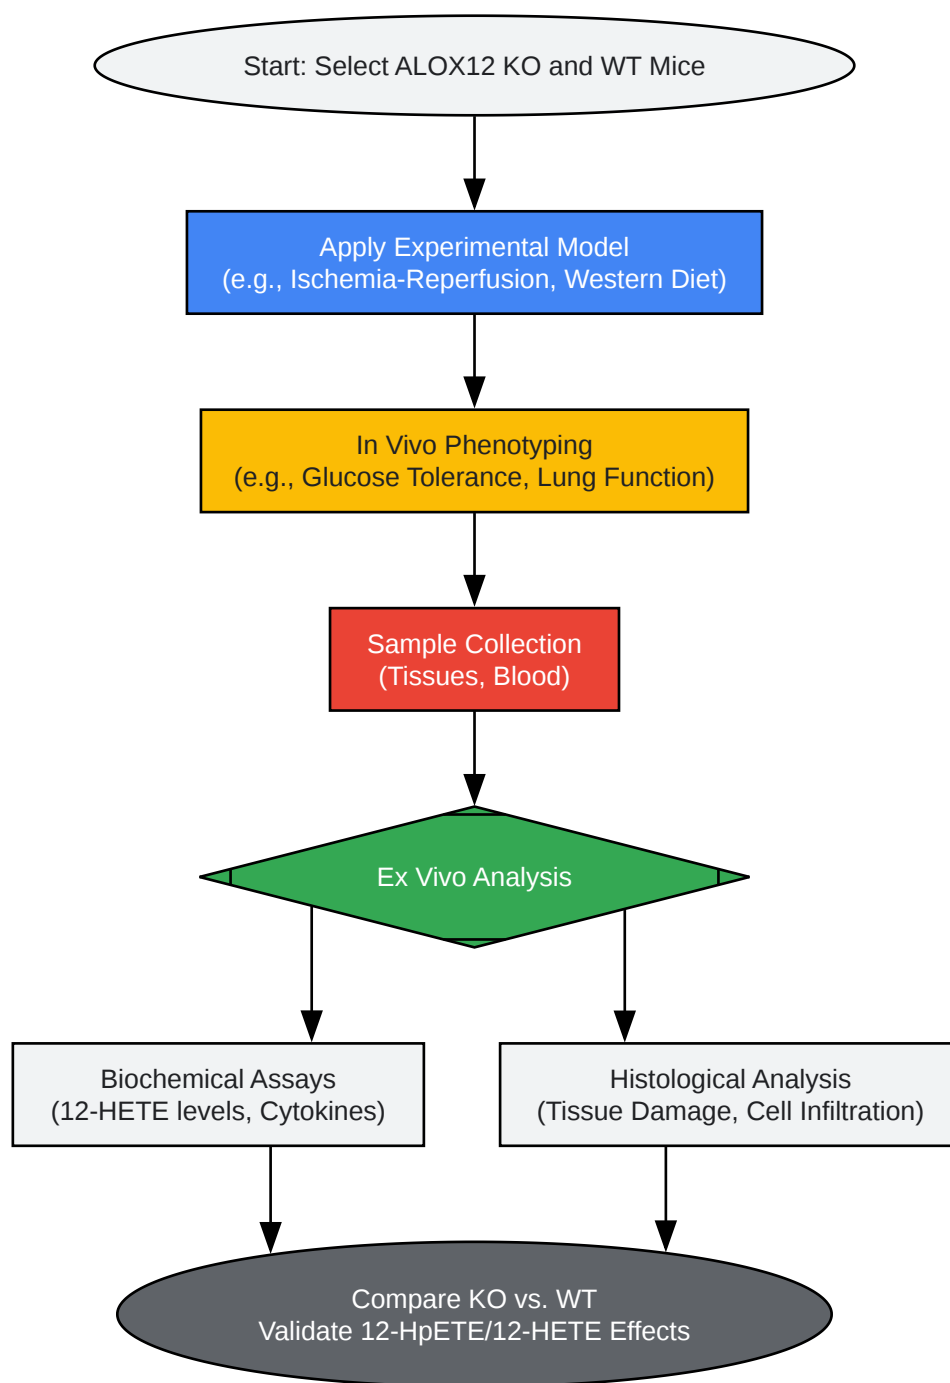 Start: Select ALOX12 KO and WT Mice
Apply Experimental Model
(e.g., Ischemia-Reperfusion, Western Diet)
In Vivo Phenotyping
(e.g., Glucose Tolerance, Lung Function)
Sample Collection
(Tissues, Blood)
Ex Vivo Analysis
Biochemical Assays
(12-HETE levels, Cytokines)
Histological Analysis
(Tissue Damage, Cell Infiltration)
Compare KO vs. WT
Validate 12-HpETE/12-HETE Effects